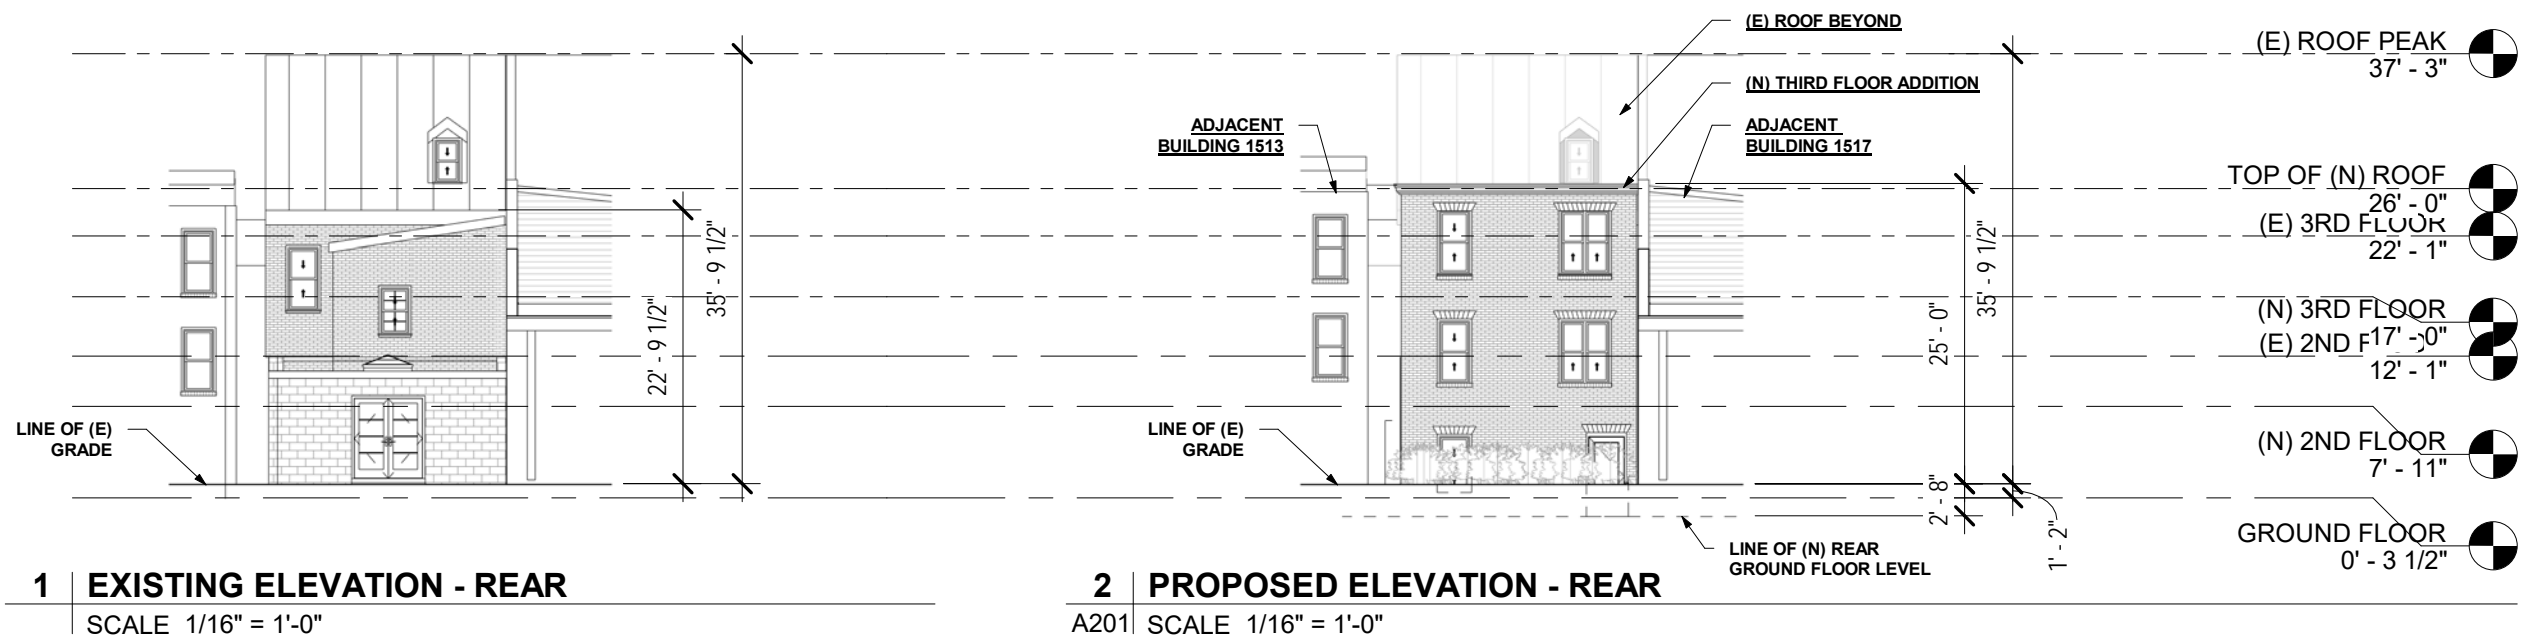 (E) ROOF BEYOND
(N) THIRD FLOOR ADDITION
ADJACENT
BUILDING 1513
ADJACENT
BUILDING 1517
(E) ROOF PEAK
37' - 3"
TOP OF (N) ROOF
26' - 0"
(E) 3RD FLOOR
22' - 1"
(N) 3RD FLOOR
17' - 0"
(E) 2ND F
12' - 1"
(N) 2ND FLOOR
7' - 11"
GROUND FLOOR
0' - 3 1/2"
22' - 9 1/2"
35' - 9 1/2"
25' - 0"
35' - 9 1/2"
2' - 8"
1' - 2"
LINE OF (E)
GRADE
LINE OF (E)
GRADE
LINE OF (N) REAR
GROUND FLOOR LEVEL
1 EXISTING ELEVATION - REAR
SCALE 1/16" = 1'-0"
2 PROPOSED ELEVATION - REAR
A201 SCALE 1/16" = 1'-0"